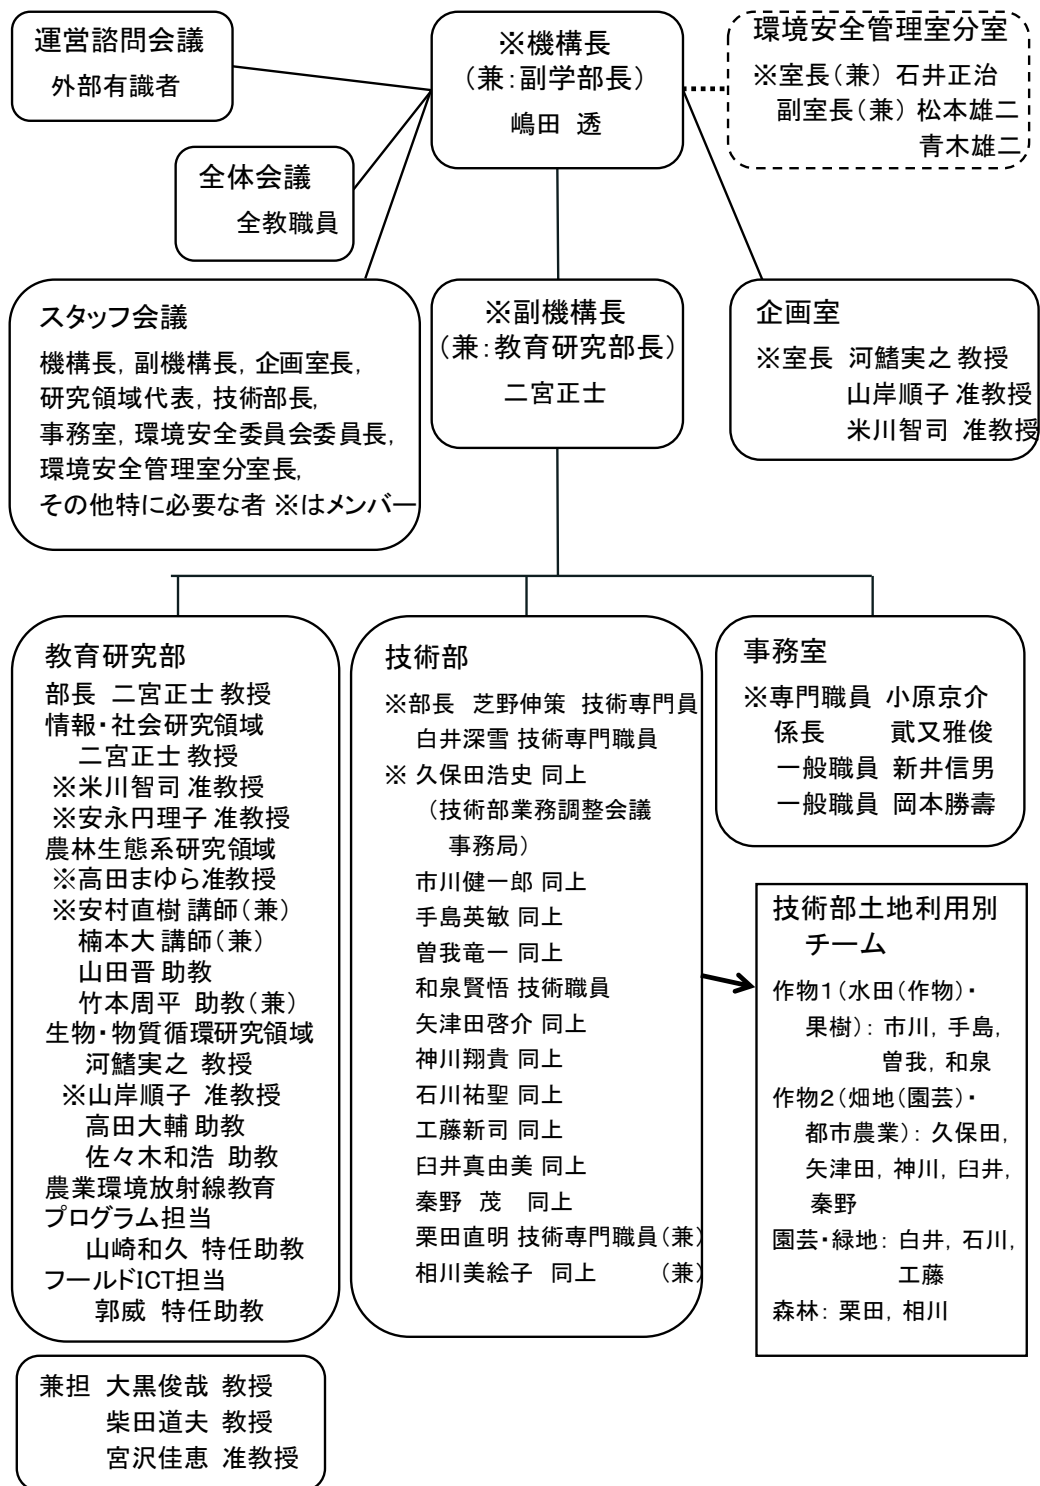 運営諮問会議
外部有識者
※機構長
(兼:副学部長)
嶋田 透
環境安全管理室分室
※室長(兼) 石井正治
副室長(兼) 松本雄二
青木雄二
全体会議
全教職員
スタッフ会議
機構長, 副機構長, 企画室長,
研究領域代表, 技術部長,
事務室, 環境安全委員会委員長,
環境安全管理室分室長,
その他特に必要な者 ※はメンバー
※副機構長
(兼:教育研究部長)
二宮正士
企画室
※室長 河鰭実之 教授
山岸順子 准教授
米川智司 准教授
教育研究部
部長 二宮正士 教授
情報・社会研究領域
二宮正士 教授
※米川智司 准教授
※安永円理子 准教授
農林生態系研究領域
※高田まゆら准教授
※安村直樹 講師(兼)
楠本大 講師(兼)
山田晋 助教
竹本周平 助教(兼)
生物・物質循環研究領域
河鰭実之 教授
※山岸順子 准教授
高田大輔 助教
佐々木和浩 助教
農業環境放射線教育
プログラム担当
山崎和久 特任助教
フールドICT担当
郭威 特任助教
技術部
※部長 芝野伸策 技術専門員
白井深雪 技術専門職員
※ 久保田浩史 同上
(技術部業務調整会議
事務局)
市川健一郎 同上
手島英敏 同上
曽我竜一 同上
和泉賢悟 技術職員
矢津田啓介 同上
神川翔貴 同上
石川祐聖 同上
工藤新司 同上
臼井真由美 同上
秦野 茂 同上
栗田直明 技術専門職員(兼)
相川美絵子 同上 (兼)
事務室
※専門職員 小原京介
係長 貮又雅俊
一般職員 新井信男
一般職員 岡本勝壽
技術部土地利用別
チーム
作物1(水田(作物)・
果樹): 市川, 手島,
曽我, 和泉
作物2(畑地(園芸)・
都市農業): 久保田,
矢津田, 神川, 臼井,
秦野
園芸・緑地: 白井, 石川,
工藤
森林: 栗田, 相川
兼担 大黒俊哉 教授
柴田道夫 教授
宮沢佳恵 准教授